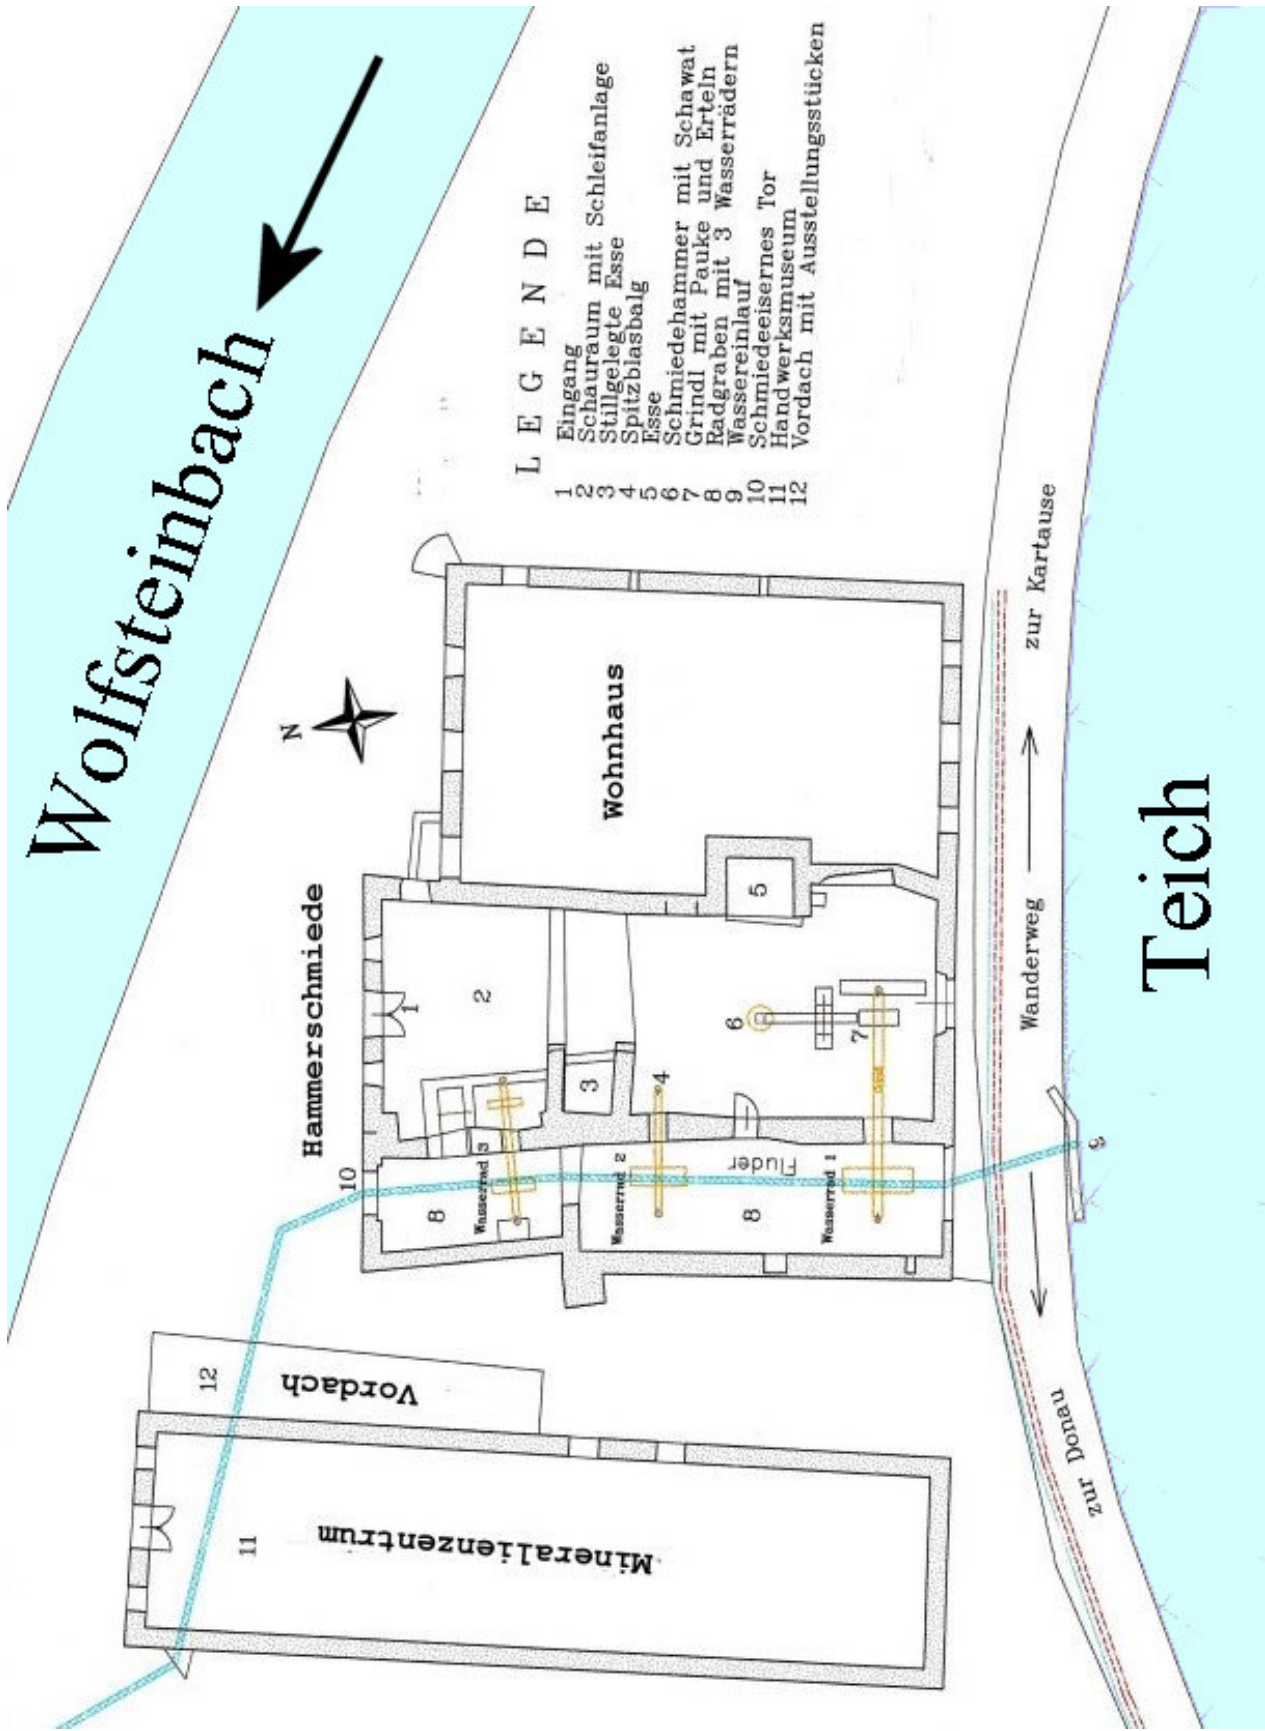 Wolfsteinbach
LEGENDE
1 Eingang
2 Schauraum mit Schleifanlage
3 Stillgelegte Esse
4 Spitzblasbalg
5 Esse
6 Schmiedehammer mit Schawat
7 Grindl mit Pauke und Erteln
8 Radgraben mit 3 Wasserrädern
9 Wassereinlauf
10 Schmiedeeisernes Tor
11 Handwerksmuseum
12 Vordach mit Ausstellungsstücken
N
Hammerschmiede
Wohnhaus
1
2
3
4
5
6
7
10
8
Wasserrad 3
Wasserrad 2
Fluder
8
Wasserrad 1
9
zur Kartause
Wanderweg
zur Donau
Teich
12
Vordach
11
Mineralienzentrum